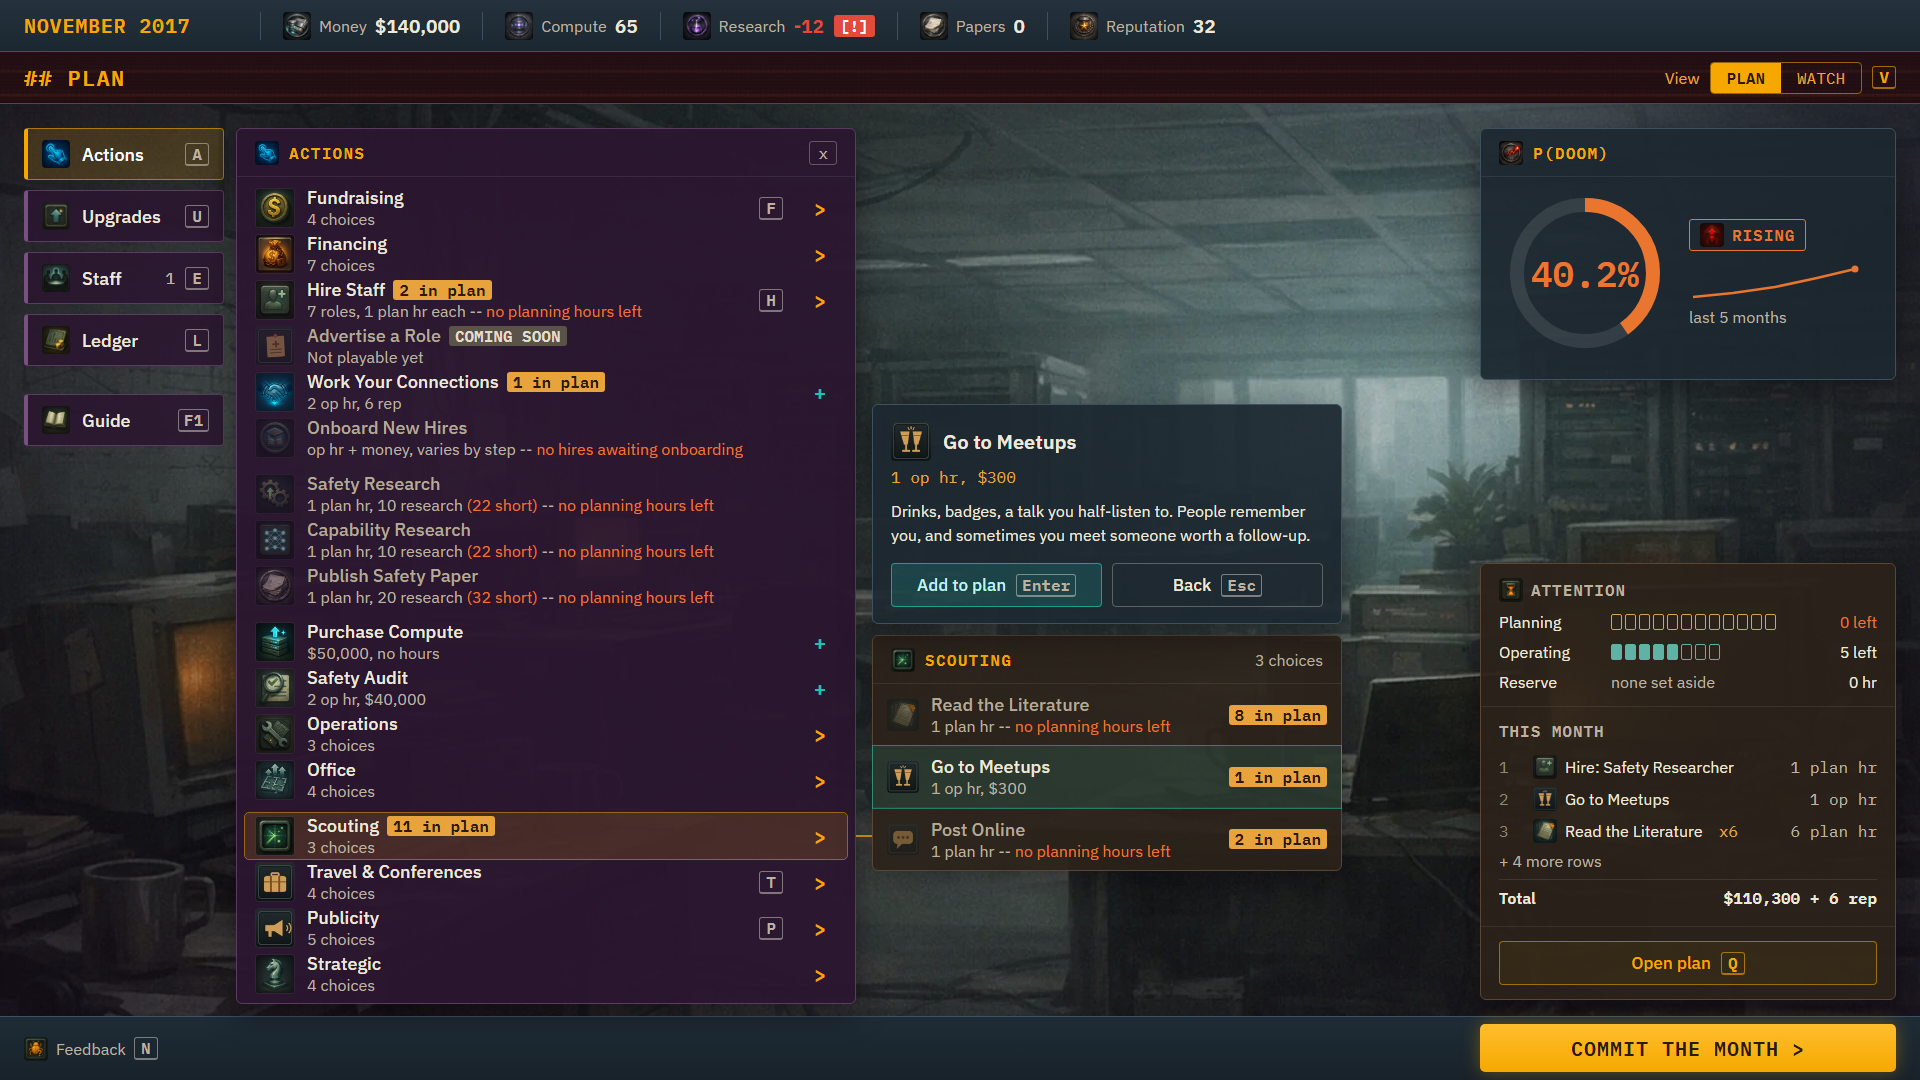 NOVEMBER 2017
Money $140,000
Compute 65
Research -12 [!]
Papers 0
Reputation 32
## PLAN
View PLAN WATCH V
Actions A
Upgrades U
Staff 1 E
Ledger L
Guide F1
ACTIONS x
Fundraising F >
4 choices
Financing >
7 choices
Hire Staff 2 in plan H >
7 roles, 1 plan hr each -- no planning hours left
Advertise a Role COMING SOON
Not playable yet
Work Your Connections 1 in plan +
2 op hr, 6 rep
Onboard New Hires
op hr + money, varies by step -- no hires awaiting onboarding
Safety Research
1 plan hr, 10 research (22 short) -- no planning hours left
Capability Research
1 plan hr, 10 research (22 short) -- no planning hours left
Publish Safety Paper
1 plan hr, 20 research (32 short) -- no planning hours left
Purchase Compute +
$50,000, no hours
Safety Audit +
2 op hr, $40,000
Operations >
3 choices
Office >
4 choices
Scouting 11 in plan >
3 choices
Travel & Conferences T >
4 choices
Publicity P >
5 choices
Strategic >
4 choices
Go to Meetups
1 op hr, $300
Drinks, badges, a talk you half-listen to. People remember
you, and sometimes you meet someone worth a follow-up.
Add to plan Enter
Back Esc
SCOUTING 3 choices
Read the Literature 8 in plan
1 plan hr -- no planning hours left
Go to Meetups 1 in plan
1 op hr, $300
Post Online 2 in plan
1 plan hr -- no planning hours left
P(DOOM)
40.2%
RISING
last 5 months
ATTENTION
Planning 0 left
Operating 5 left
Reserve none set aside 0 hr
THIS MONTH
1 Hire: Safety Researcher 1 plan hr
2 Go to Meetups 1 op hr
3 Read the Literature x6 6 plan hr
+ 4 more rows
Total $110,300 + 6 rep
Open plan Q
Feedback N
COMMIT THE MONTH >